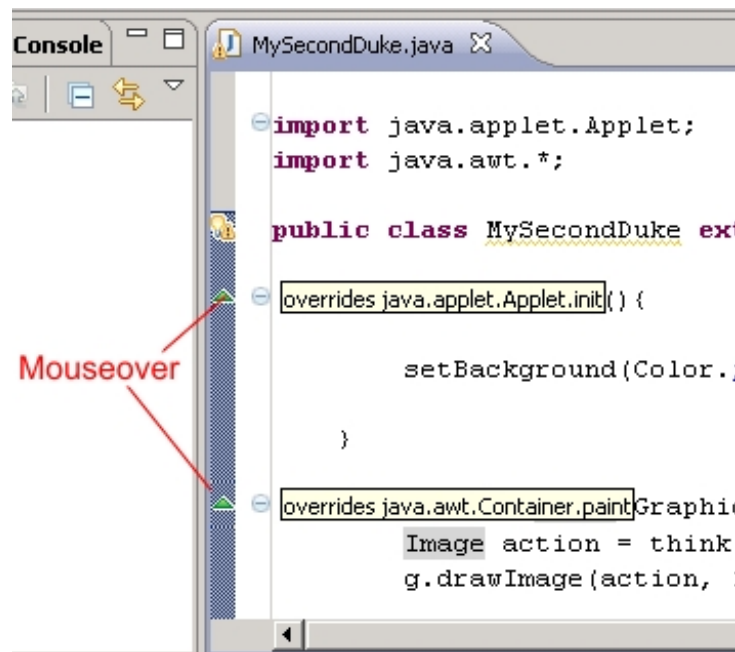 Console
MySecondDuke.java
import java.applet.Applet;
import java.awt.*;
public class MySecondDuke ext
overrides java.applet.Applet.init() {
Mouseover
setBackground(Color.
}
overrides java.awt.Container.paintGraphic
Image action = think
g.drawImage(action,